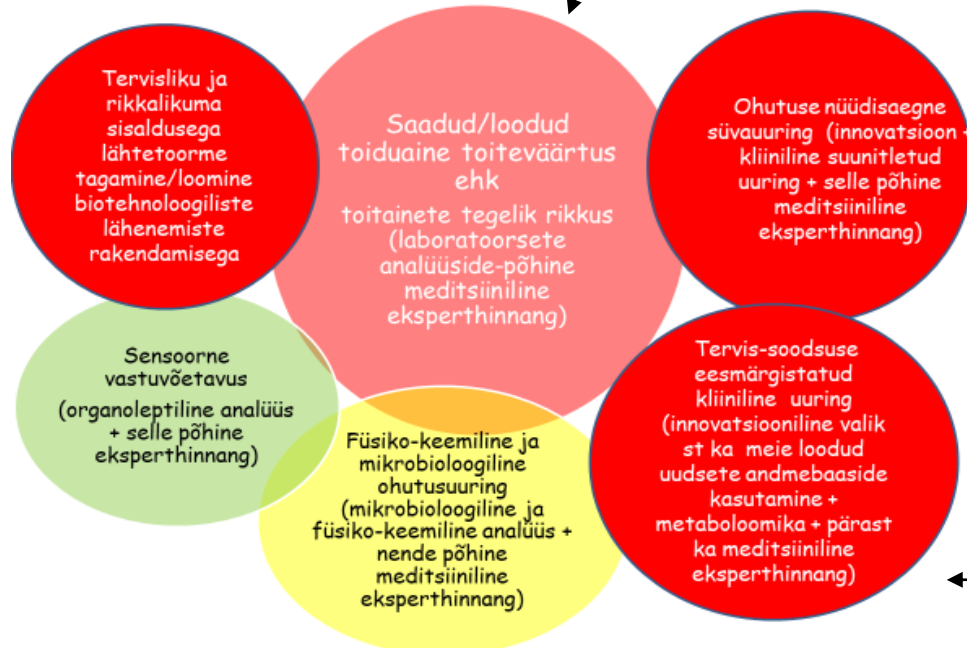 Tervisliku ja
rikkalikuma
sisaldusega
lähtetoorme
tagamine/loomine
biotehnoloogiliste
lähenemiste
rakendamisega
Saadud/loodud
toiduaine toiteväärtus
ehk
toitainete tegelik rikkus
(laboratoorsete
analüüside-põhine
meditsiiniline
eksperthinnang)
Ohutuse nüüdisaegne
süvauuring (innovatsioon +
kliiniline suunitletud
uuring + selle põhine
meditsiiniline
eksperthinnang)
Sensoorne
vastuvõetavus
(organoleptiline analüüs
+ selle põhine
eksperthinnang)
Füsiko-keemiline ja
mikrobioloogiline
ohutusuuring
(mikrobioloogiline ja
füsiko-keemiline analüüs +
nende põhine
meditsiiniline
eksperthinnang)
Tervis-soodsuse
eesmärgistatud
kliiniline uuring
(innovatsiooniline valik
st ka meie loodud
uudsete andmebaaside
kasutamine +
metaboloomika + pärast
ka meditsiiniline
eksperthinnang)